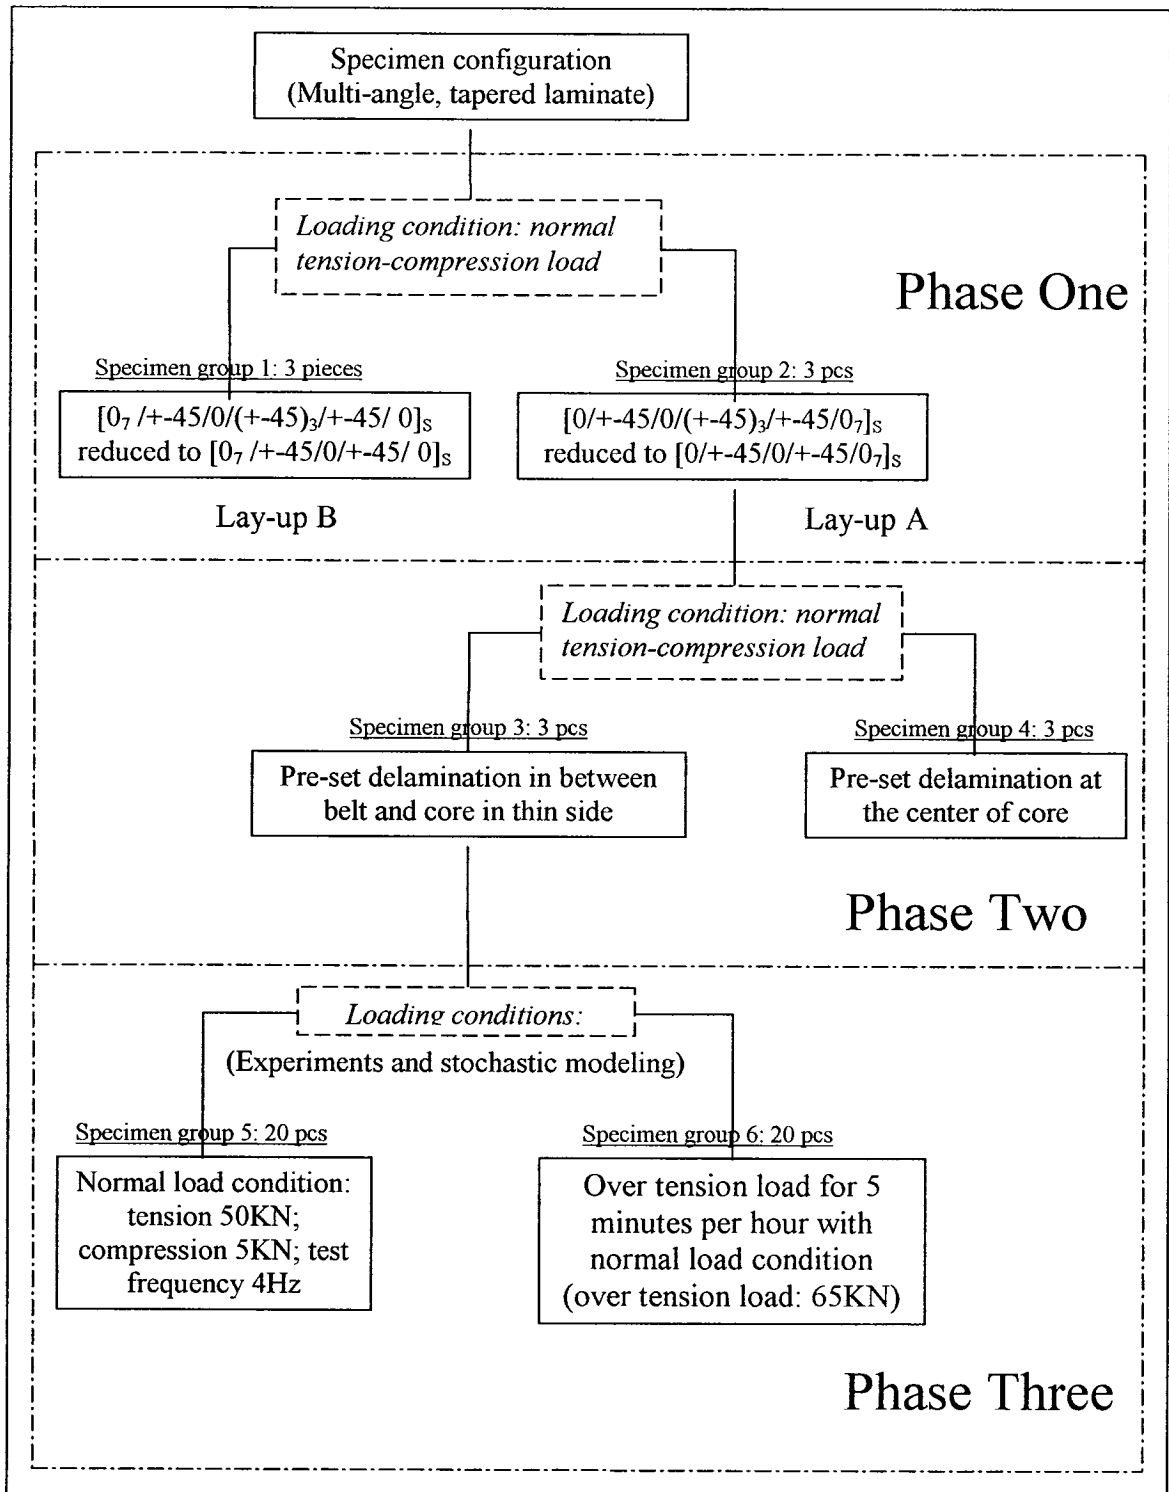 Specimen configuration
(Multi-angle, tapered laminate)
Loading condition: normal
tension-compression load
Phase One
Specimen group 1: 3 pieces
[0₇ /+-45/0/(+-45)₃/+-45/ 0]ₛ
reduced to [0₇ /+-45/0/+-45/ 0]ₛ
Lay-up B
Specimen group 2: 3 pcs
[0/+-45/0/(+-45)₃/+-45/0₇]ₛ
reduced to [0/+-45/0/+-45/0₇]ₛ
Lay-up A
Loading condition: normal
tension-compression load
Specimen group 3: 3 pcs
Pre-set delamination in between
belt and core in thin side
Specimen group 4: 3 pcs
Pre-set delamination at
the center of core
Phase Two
Loading conditions:
(Experiments and stochastic modeling)
Specimen group 5: 20 pcs
Normal load condition:
tension 50KN;
compression 5KN; test
frequency 4Hz
Specimen group 6: 20 pcs
Over tension load for 5
minutes per hour with
normal load condition
(over tension load: 65KN)
Phase Three